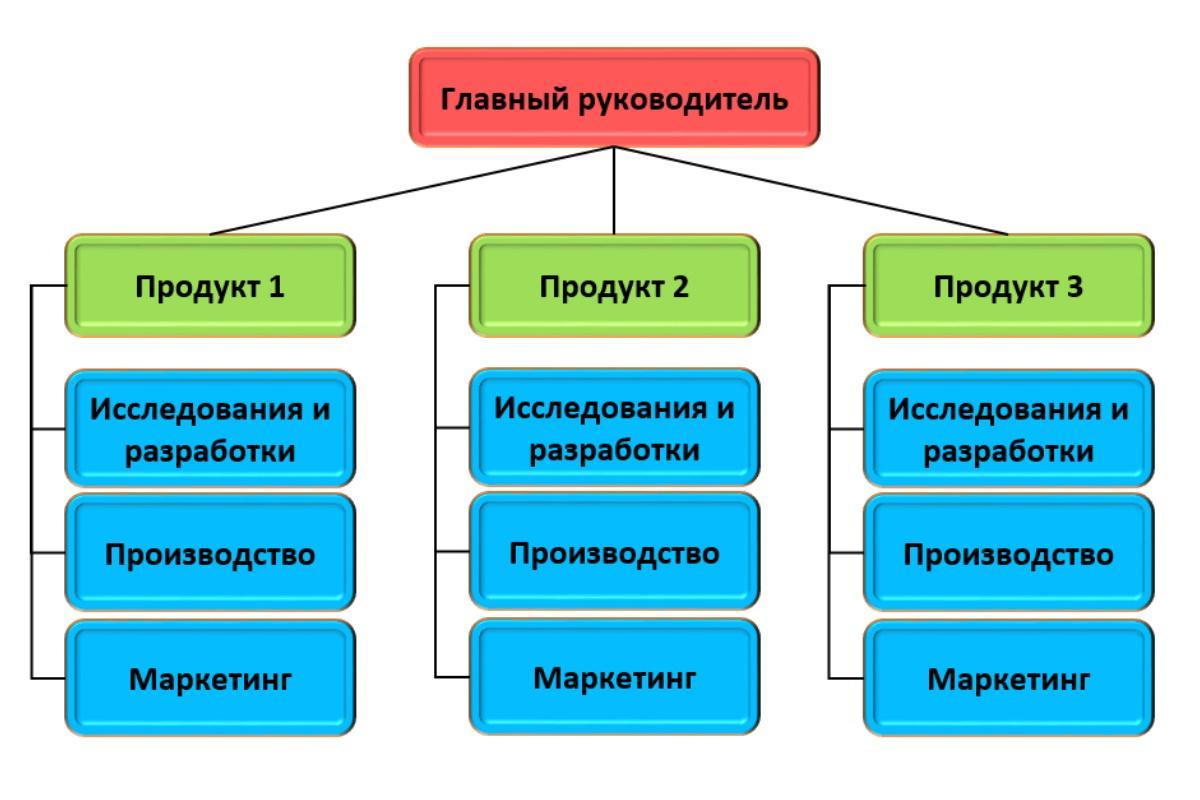 Главный руководитель
Продукт 1
Продукт 2
Продукт 3
Исследования и
разработки
Исследования и
разработки
Исследования и
разработки
Производство
Производство
Производство
Маркетинг
Маркетинг
Маркетинг